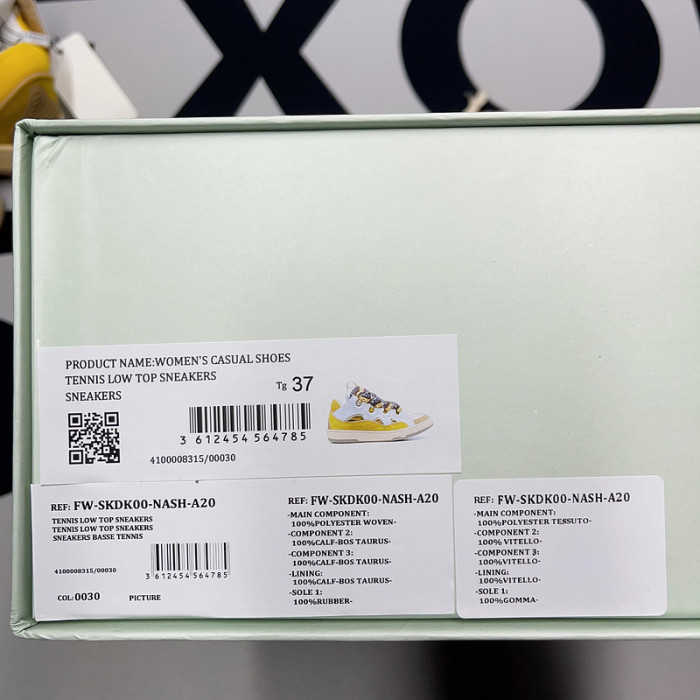 XO
PRODUCT NAME:WOMEN'S CASUAL SHOES
TENNIS LOW TOP SNEAKERS
SNEAKERS
Tg 37
3 612454 564785
4100008315/00030
REF: FW-SKDK00-NASH-A20
TENNIS LOW TOP SNEAKERS
TENNIS LOW TOP SNEAKERS
SNEAKERS BASSE TENNIS
4100008315/00030
3 612454 564785
COL: 0030 PICTURE
REF: FW-SKDK00-NASH-A20
-MAIN COMPONENT:
100%POLYESTER WOVEN-
-COMPONENT 2:
100%CALF-BOS TAURUS-
-COMPONENT 3:
100%CALF-BOS TAURUS-
-LINING:
100%CALF-BOS TAURUS-
-SOLE 1:
100%RUBBER-
REF: FW-SKDK00-NASH-A20
-MAIN COMPONENT:
100%POLYESTER TESSUTO-
-COMPONENT 2:
100% VITELLO-
-COMPONENT 3:
100%VITELLO-
-LINING:
100%VITELLO-
-SOLE 1:
100%GOMMA-